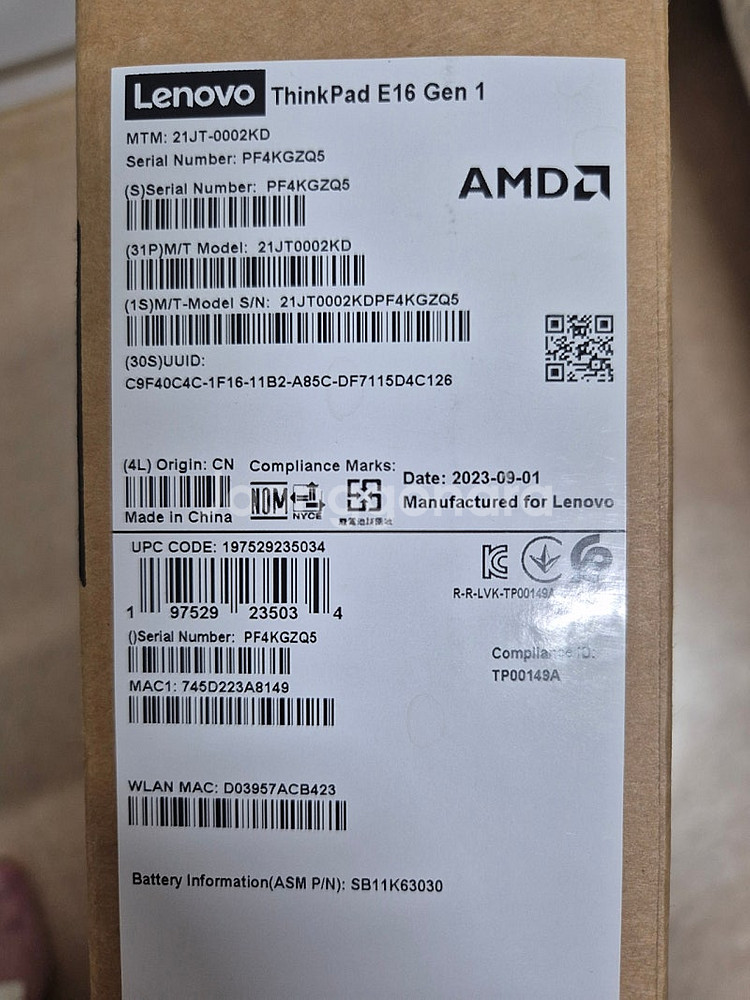 Lenovo ThinkPad E16 Gen 1
MTM: 21JT-0002KD
Serial Number: PF4KGZQ5
AMD
(S)Serial Number: PF4KGZQ5
(31P)M/T Model: 21JT0002KD
(1S)M/T-Model S/N: 21JT0002KDPF4KGZQ5
(30S)UUID:
C9F40C4C-1F16-11B2-A85C-DF7115D4C126
(4L) Origin: CN
Made in China
Compliance Marks:
NOM
NYCE
Date: 2023-09-01
Manufactured for Lenovo
UPC CODE: 197529235034
1 97529 23503 4
R-R-LVK-TP00149A
()Serial Number: PF4KGZQ5
Compliance ID:
TP00149A
MAC1: 745D223A8149
WLAN MAC: D03957ACB423
Battery Information(ASM P/N): SB11K63030